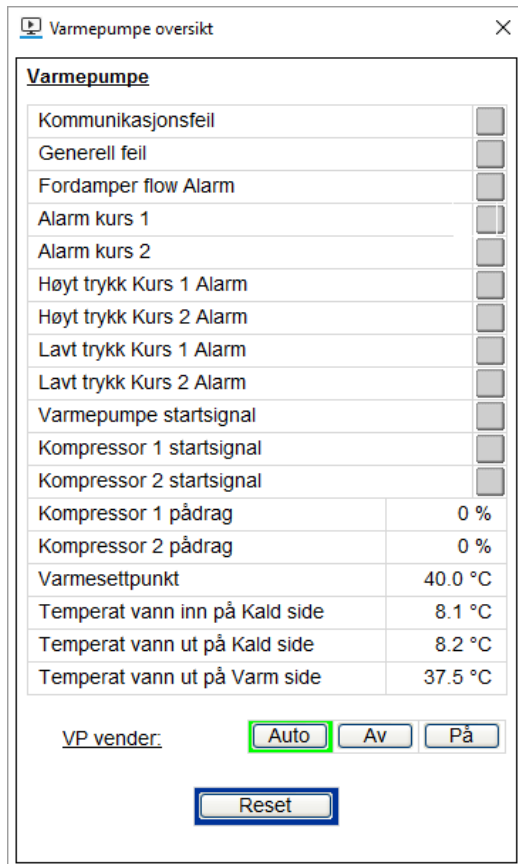 Varmepumpe oversikt
Varmepumpe
Kommunikasjonsfeil
Generell feil
Fordamper flow Alarm
Alarm kurs 1
Alarm kurs 2
Høyt trykk Kurs 1 Alarm
Høyt trykk Kurs 2 Alarm
Lavt trykk Kurs 1 Alarm
Lavt trykk Kurs 2 Alarm
Varmepumpe startsignal
Kompressor 1 startsignal
Kompressor 2 startsignal
Kompressor 1 pådrag 0 %
Kompressor 2 pådrag 0 %
Varmesettpunkt 40.0 °C
Temperat vann inn på Kald side 8.1 °C
Temperat vann ut på Kald side 8.2 °C
Temperat vann ut på Varm side 37.5 °C
VP vender: Auto Av På
Reset